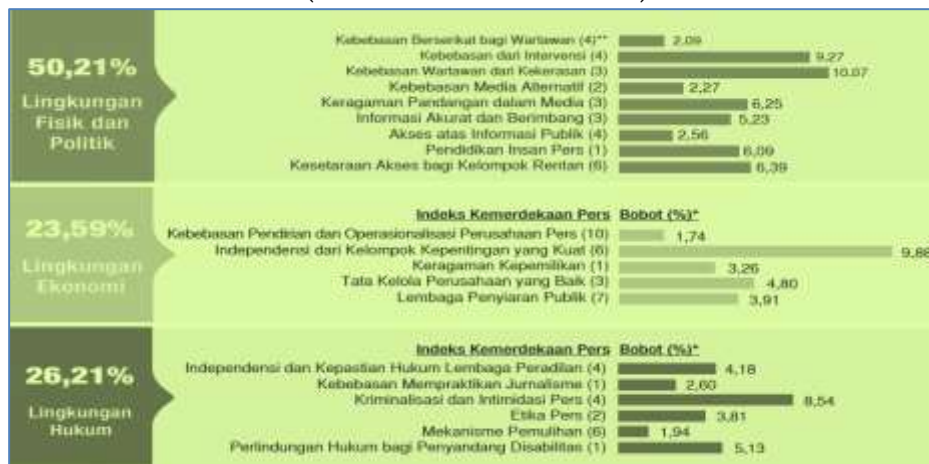 50,21%
Lingkungan
Fisik dan
Politik
Kebebasan Berserikat bagi Wartawan (4)** 2,09
Kebebasan dari Intervensi (4) 9,27
Kebebasan Wartawan dari Kekerasan (3) 10,07
Kebebasan Media Alternatif (2) 2,27
Keragaman Pandangan dalam Media (3) 6,25
Informasi Akurat dan Berimbang (3) 5,23
Akses atas Informasi Publik (4) 2,56
Pendidikan Insan Pers (1) 6,09
Kesetaraan Akses bagi Kelompok Rentan (6) 6,39
23,59%
Lingkungan
Ekonomi
Indeks Kemerdekaan Pers Bobot (%)*
Kebebasan Pendirian dan Operasionalisasi Perusahaan Pers (10) 1,74
Independensi dari Kelompok Kepentingan yang Kuat (6) 9,88
Keragaman Kepemilikan (1) 3,26
Tata Kelola Perusahaan yang Baik (3) 4,80
Lembaga Penyiaran Publik (7) 3,91
26,21%
Lingkungan
Hukum
Indeks Kemerdekaan Pers Bobot (%)*
Independensi dan Kepastian Hukum Lembaga Peradilan (4) 4,18
Kebebasan Mempraktikan Jurnalisme (1) 2,60
Kriminalisasi dan Intimidasi Pers (4) 8,54
Etika Pers (2) 3,81
Mekanisme Pemulihan (6) 1,94
Perlindungan Hukum bagi Penyandang Disabilitas (1) 5,13